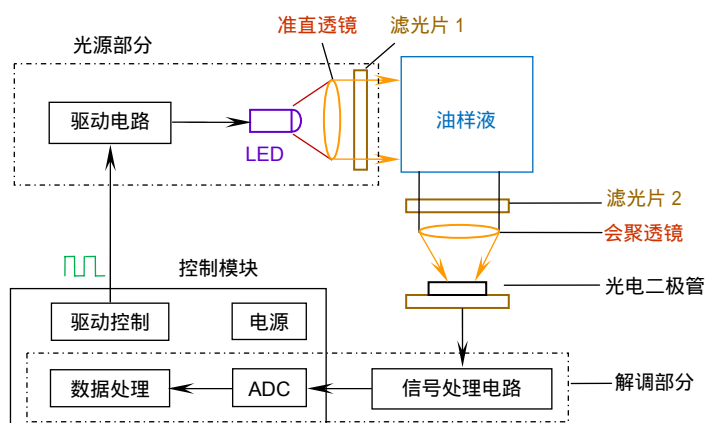 准直透镜
滤光片 1
光源部分
驱动电路
LED
油样液
滤光片 2
会聚透镜
控制模块
光电二极管
驱动控制
电源
数据处理
ADC
信号处理电路
解调部分